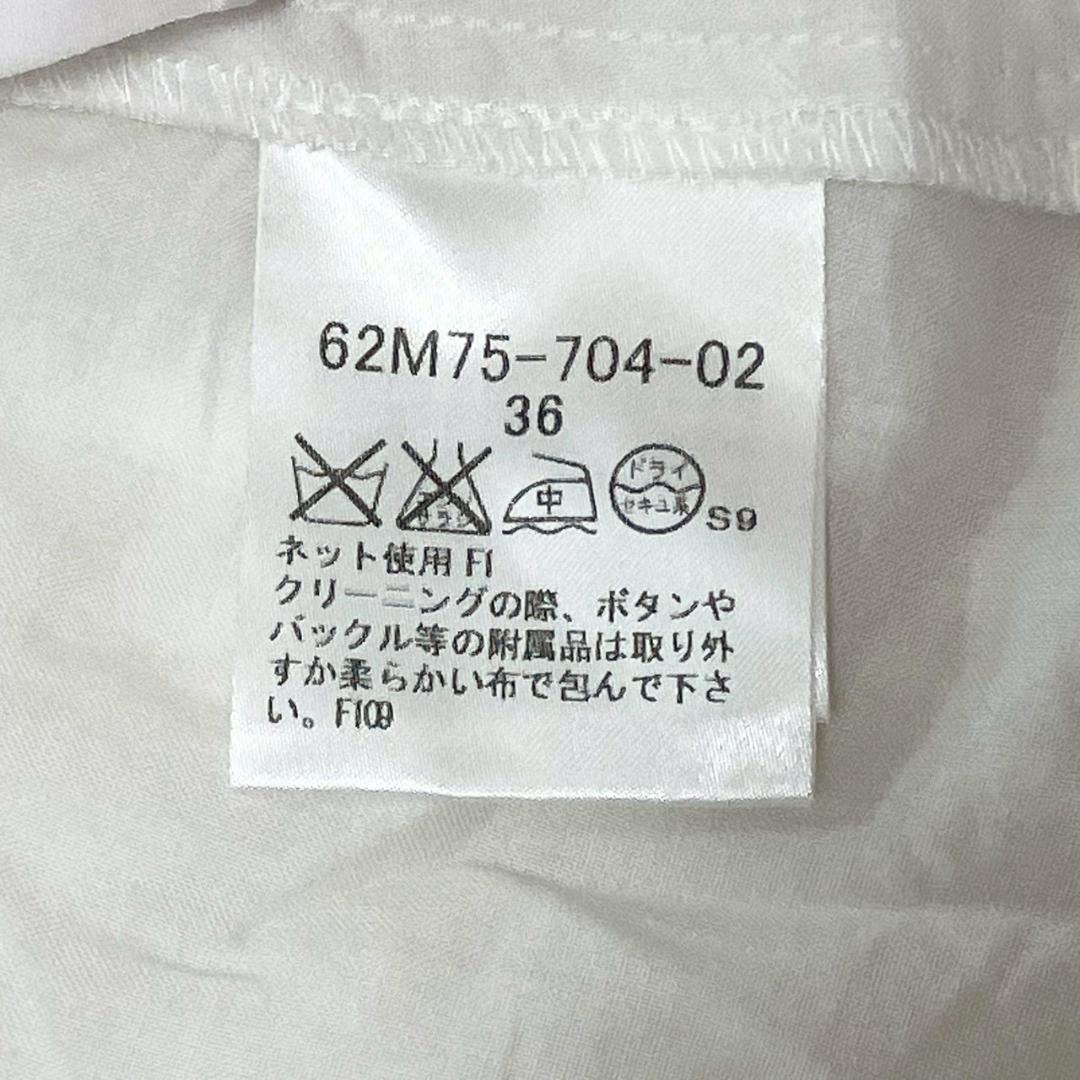 62M75-704-02
36
中
ドライ
セキユ系
S9
ネット使用 F1
クリーニングの際、ボタンや
バックル等の附属品は取り外
すか柔らかい布で包んで下さ
い。F109